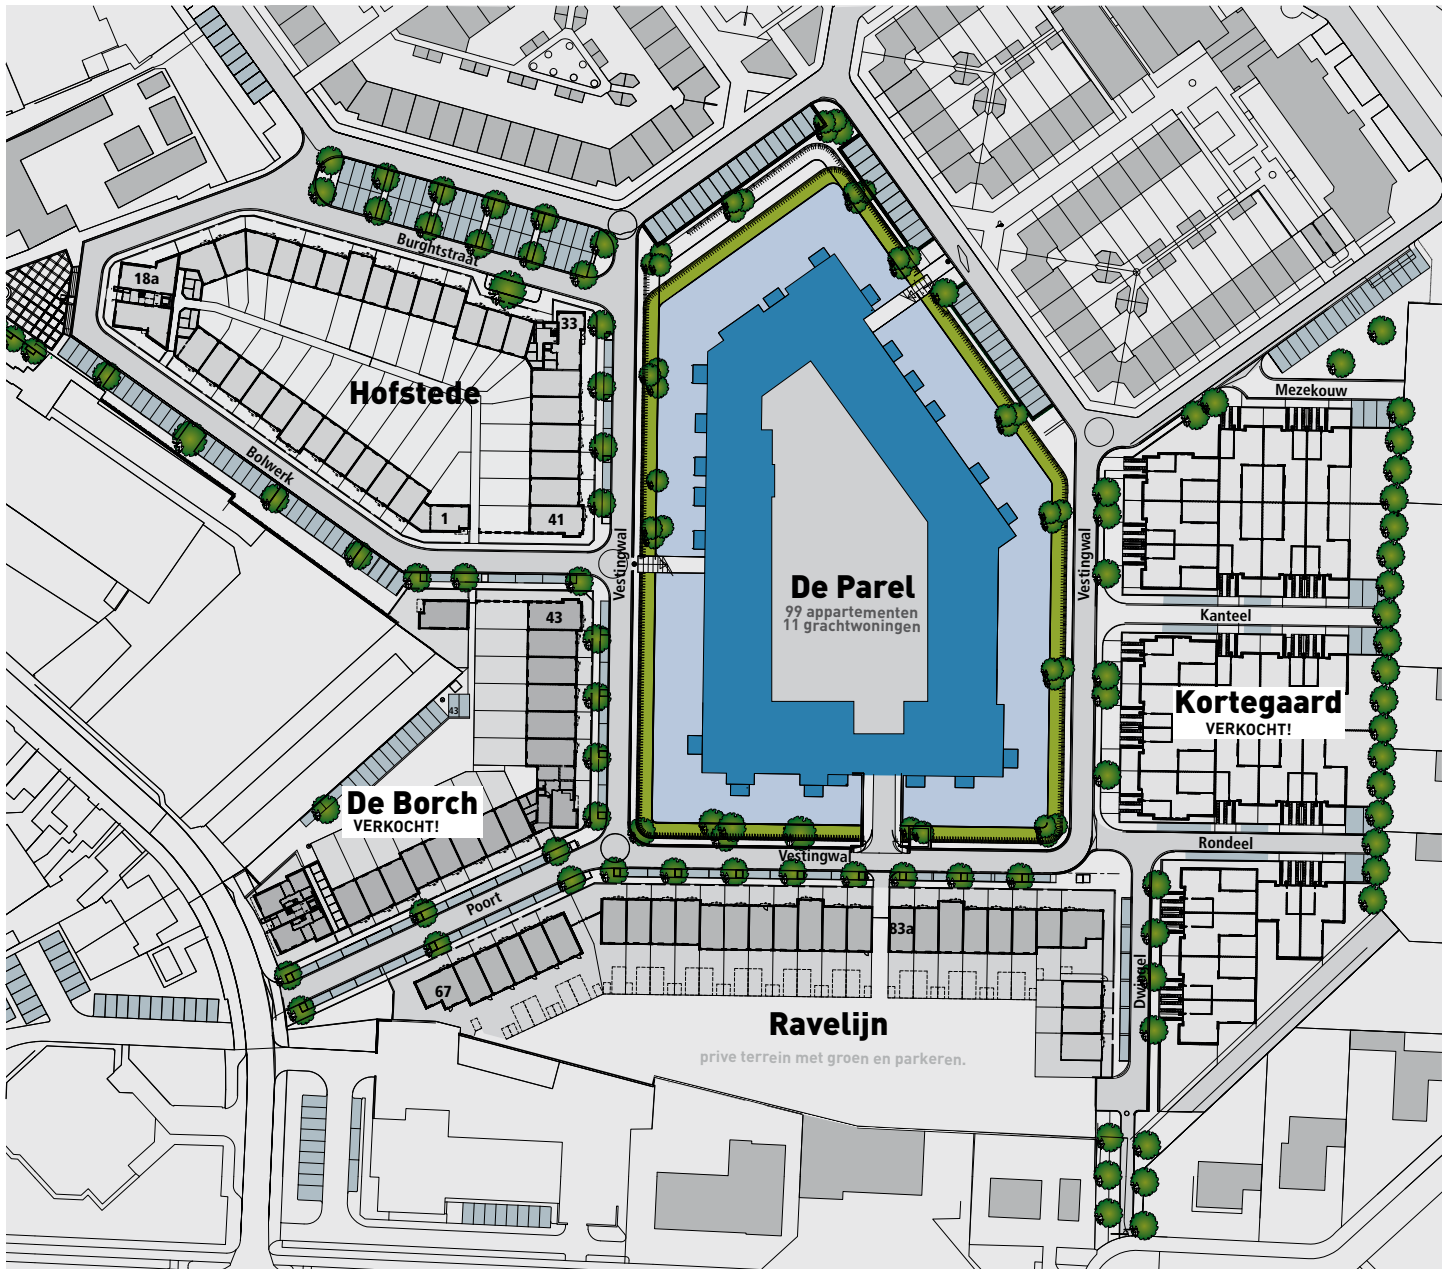 Burghtstraat
18a
33
Hofstede
Mezekouw
Bolwerk
1
41
Vestingwal
Vestingwal
De Parel
99 appartementen
11 grachtwoningen
43
Kanteel
Kortegaard
VERKOCHT!
43
De Borch
VERKOCHT!
Rondeel
Vestingwal
Poort
83a
67
Dwingel
Ravelijn
prive terrein met groen en parkeren.